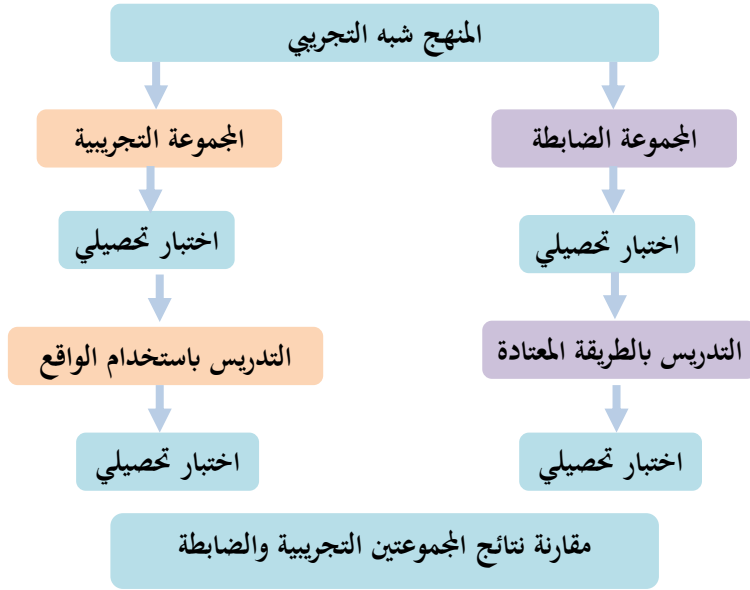 المنهج شبه التجريبي
المجموعة الضابطة
المجموعة التجريبية
اختبار تحصيلي
اختبار تحصيلي
التدريس بالطريقة المعتادة
التدريس باستخدام الواقع
اختبار تحصيلي
اختبار تحصيلي
مقارنة نتائج المجموعتين التجريبية والضابطة